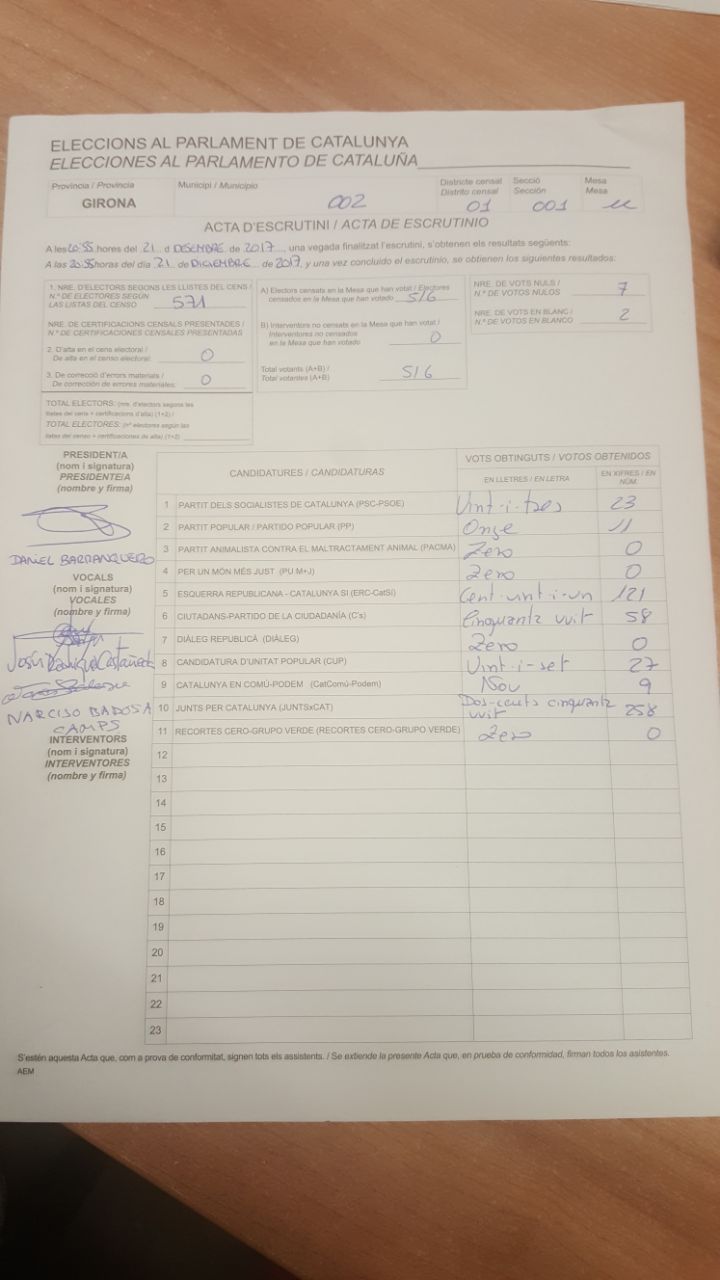 ELECCIONS AL PARLAMENT DE CATALUNYA
ELECCIONES AL PARLAMENTO DE CATALUÑA
Província / Provincia
Municipi / Municipio
Districte censal
Distrito censal
Secció
Sección
Mesa
Mesa
GIRONA
002
01
001
U
ACTA D'ESCRUTINI / ACTA DE ESCRUTINIO
A les 20:55 hores del 21 d DESEMBRE de 2017, una vegada finalitzat l'escrutini, s'obtenen els resultats següents:
A las 20:55 horas del día 21 de DICIEMBRE de 2017, y una vez concluido el escrutinio, se obtienen los siguientes resultados:
1. NRE. D'ELECTORS SEGONS LES LLISTES DEL CENS /
N.º DE ELECTORES SEGÚN
LAS LISTAS DEL CENSO 571
NRE. DE CERTIFICACIONS CENSALS PRESENTADES /
N.º DE CERTIFICACIONES CENSALES PRESENTADAS
2. D'alta en el cens electoral /
De alta en el censo electoral: 0
3. De correcció d'errors materials /
De corrección de errores materiales: 0
TOTAL ELECTORS: (nre. d'electors segons les
llistes del cens + certificacions d'alta) (1+2) /
TOTAL ELECTORES: (nº electores según las
listas del censo + certificaciones de alta) (1+2)
A) Electors censats en la Mesa que han votat / Electores
censados en la Mesa que han votado 516
B) Interventors no censats en la Mesa que han votat /
Interventores no censados
en la Mesa que han votado 0
Total votants (A+B) /
Total votantes (A+B) 516
NRE. DE VOTS NULS /
N.º DE VOTOS NULOS 7
NRE. DE VOTS EN BLANC /
N.º DE VOTOS EN BLANCO 2
PRESIDENT/A
(nom i signatura)
PRESIDENTE/A
(nombre y firma)
DANIEL BARRANQUERO
VOCALS
(nom i signatura)
VOCALES
(nombre y firma)
NARCISO BADOSA
CAMPS
INTERVENTORS
(nom i signatura)
INTERVENTORES
(nombre y firma)
CANDIDATURES / CANDIDATURAS
VOTS OBTINGUTS / VOTOS OBTENIDOS
EN LLETRES / EN LETRA
EN XIFRES / EN
NÚM.
1 PARTIT DELS SOCIALISTES DE CATALUNYA (PSC-PSOE) Vint-i-tres 23
2 PARTIT POPULAR / PARTIDO POPULAR (PP) Onze 11
3 PARTIT ANIMALISTA CONTRA EL MALTRACTAMENT ANIMAL (PACMA) Zero 0
4 PER UN MÓN MÉS JUST (PU M+J) Zero 0
5 ESQUERRA REPUBLICANA - CATALUNYA SI (ERC-CatSí) Cent-vint-i-un 121
6 CIUTADANS-PARTIDO DE LA CIUDADANÍA (C's) Cinquanta vuit 58
7 DIÀLEG REPUBLICÀ (DIÀLEG) Zero 0
8 CANDIDATURA D'UNITAT POPULAR (CUP) Vint-i-set 27
9 CATALUNYA EN COMÚ-PODEM (CatComú-Podem) Nou 9
10 JUNTS PER CATALUNYA (JUNTSxCAT) Dos-cents cinquanta vuit 258
11 RECORTES CERO-GRUPO VERDE (RECORTES CERO-GRUPO VERDE) Zero 0
12
13
14
15
16
17
18
19
20
21
22
23
S'estén aquesta Acta que, com a prova de conformitat, signen tots els assistents. / Se extiende la presente Acta que, en prueba de conformidad, firman todos los asistentes.
AEM